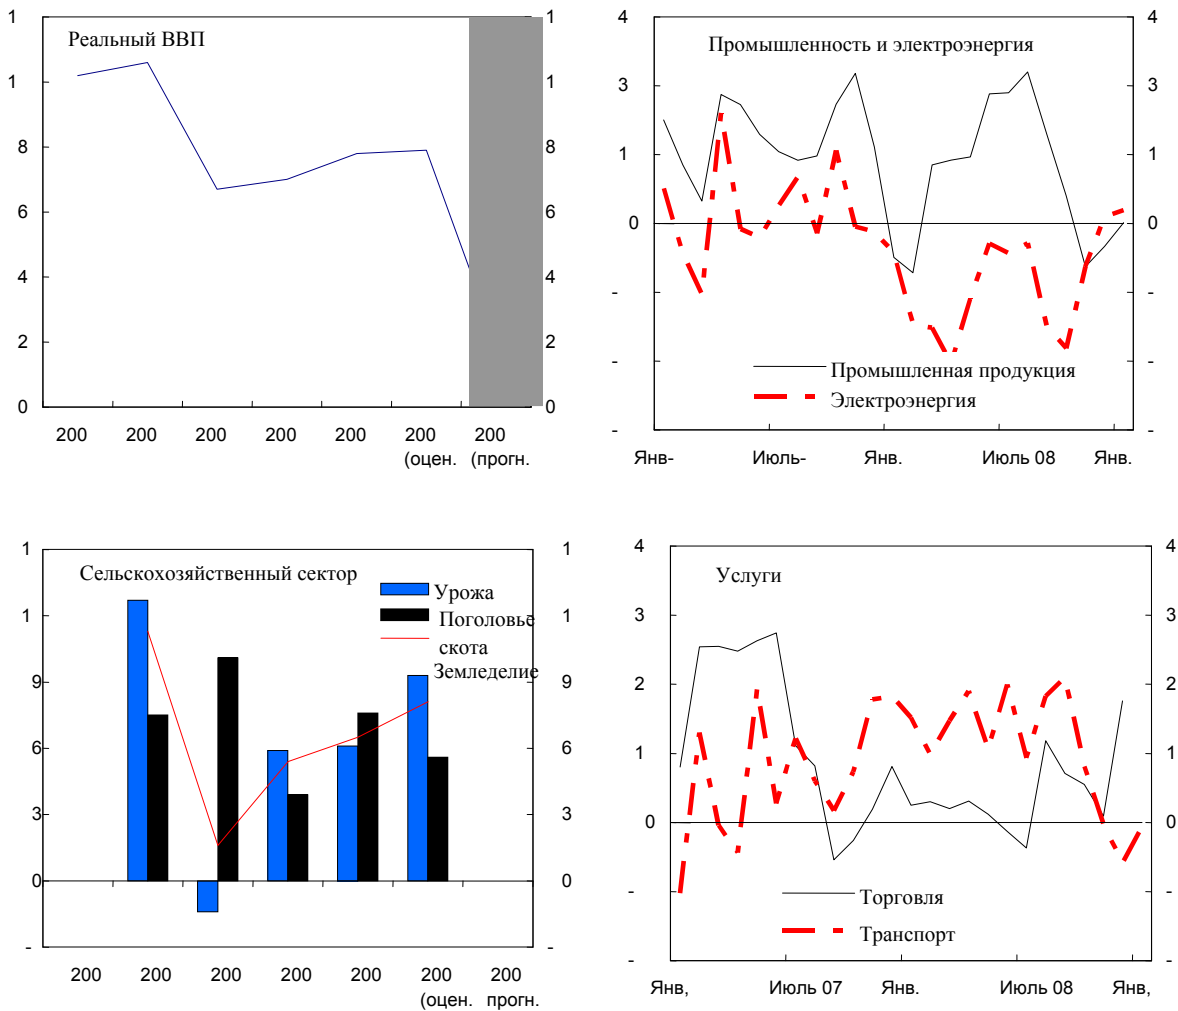 Реальный ВВП
1 1
1 1
8 8
6 6
4 4
2 2
0 0
200 200 200 200 200 200 200
(оцен. (прогн.
Промышленность и электроэнергия
4 4
3 3
1 1
0 0
- -
- -
- -
Промышленная продукция
Электроэнергия
Янв- Июль- Янв. Июль 08 Янв.
Сельскохозяйственный сектор
Урожа
Поголовье
скота
Земледелие
1 1
1 1
9 9
6 6
3 3
0 0
- -
200 200 200 200 200 200 200
(оцен. прогн.
Услуги
4 4
3 3
2 2
1 1
0 0
- -
- -
Торговля
Транспорт
Янв, Июль 07 Янв. Июль 08 Янв,